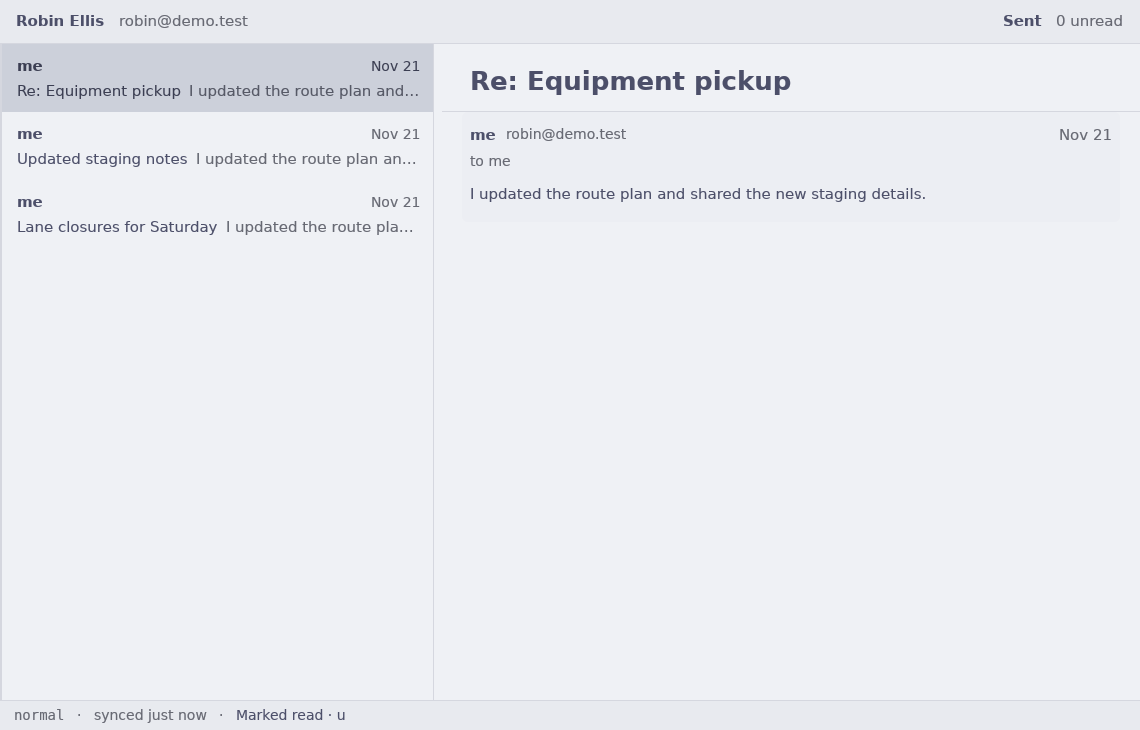 Robin Ellis robin@demo.test Sent 0 unread
me Nov 21
Re: Equipment pickup I updated the route plan and…
me Nov 21
Updated staging notes I updated the route plan an…
me Nov 21
Lane closures for Saturday I updated the route pla…
Re: Equipment pickup
me robin@demo.test Nov 21
to me
I updated the route plan and shared the new staging details.
normal · synced just now · Marked read · u